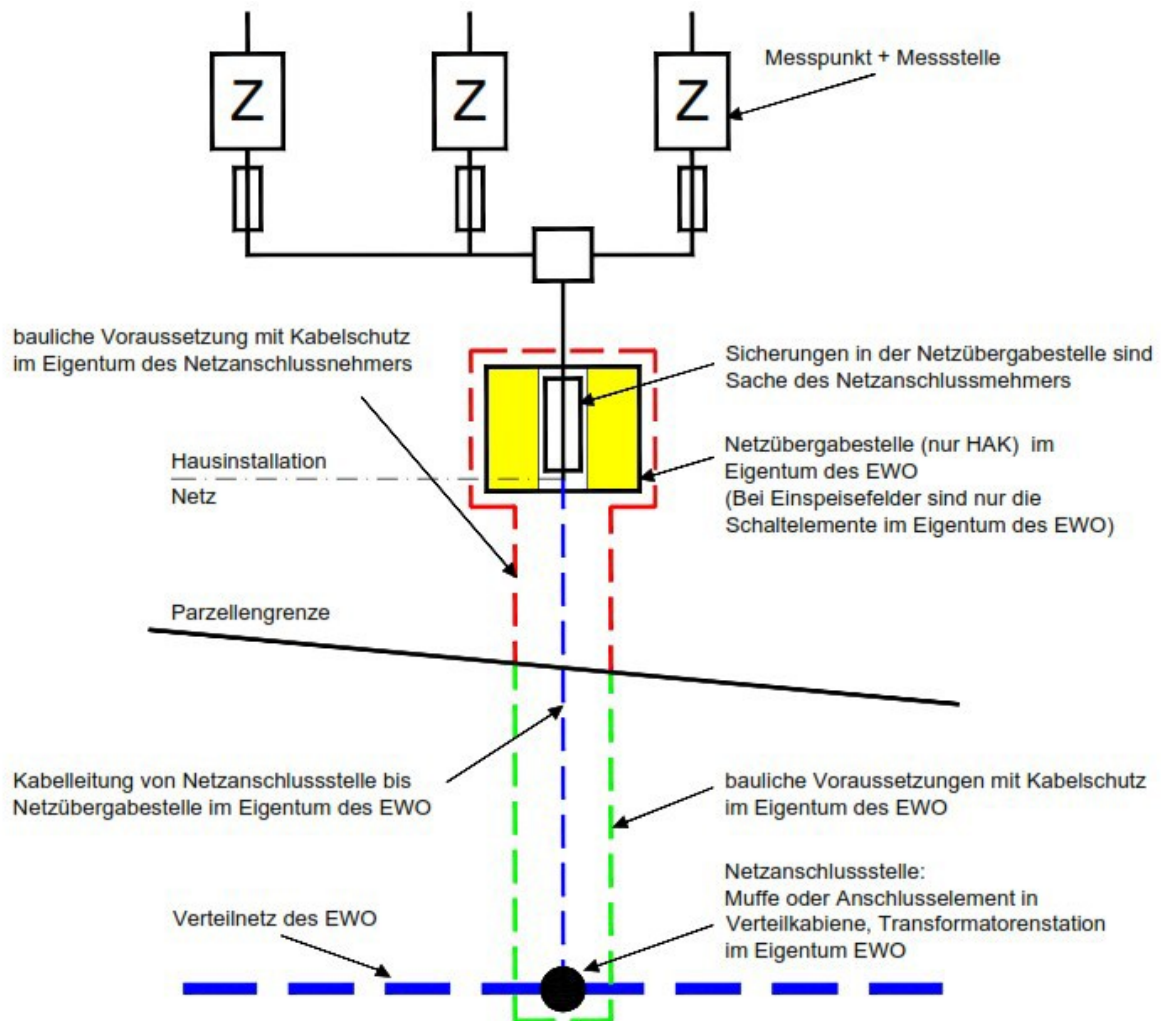 Z
Z
Z
Messpunkt + Messstelle
bauliche Voraussetzung mit Kabelschutz
im Eigentum des Netzanschlussnehmers
Sicherungen in der Netzübergabestelle sind
Sache des Netzanschlussmehmers
Hausinstallation
Netz
Netzübergabestelle (nur HAK) im
Eigentum des EWO
(Bei Einspeisefelder sind nur die
Schaltelemente im Eigentum des EWO)
Parzellengrenze
Kabelleitung von Netzanschlussstelle bis
Netzübergabestelle im Eigentum des EWO
bauliche Voraussetzungen mit Kabelschutz
im Eigentum des EWO
Verteilnetz des EWO
Netzanschlussstelle:
Muffe oder Anschlusselement in
Verteilkabiene, Transformatorenstation
im Eigentum EWO